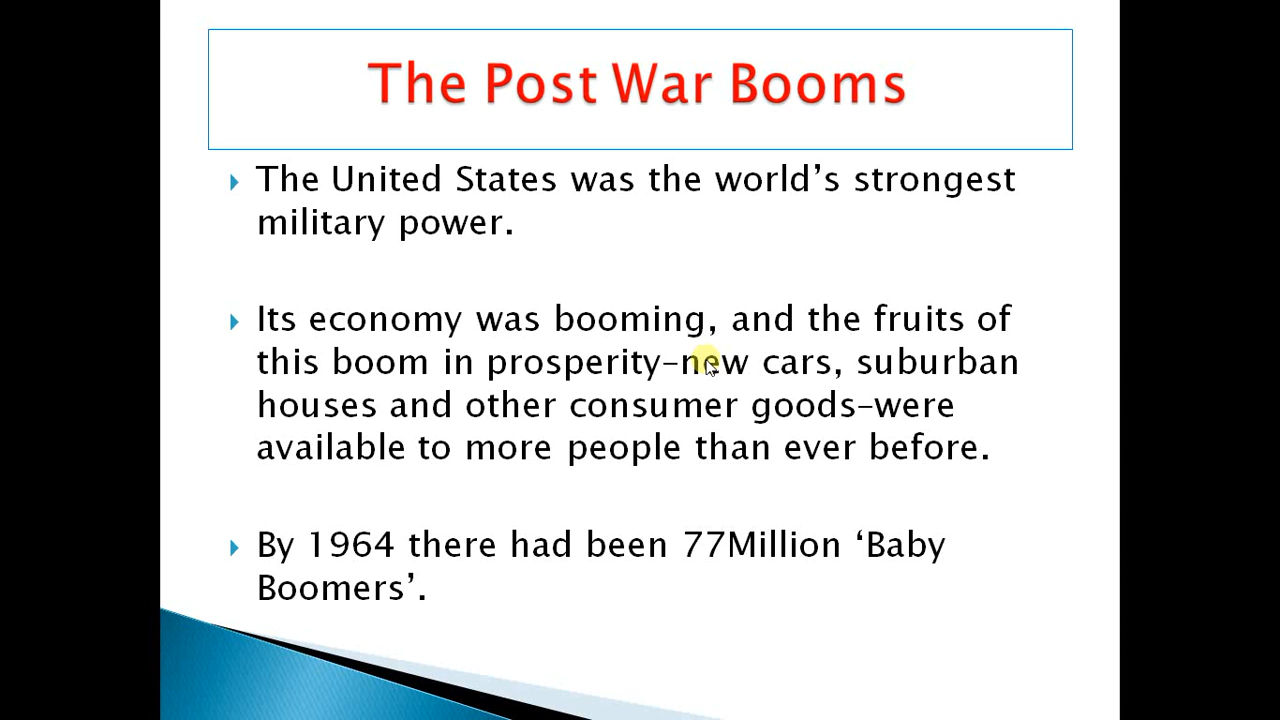 The Post War Booms
The United States was the world’s strongest
military power.
Its economy was booming, and the fruits of
this boom in prosperity–new cars, suburban
houses and other consumer goods–were
available to more people than ever before.
By 1964 there had been 77Million ‘Baby
Boomers’.